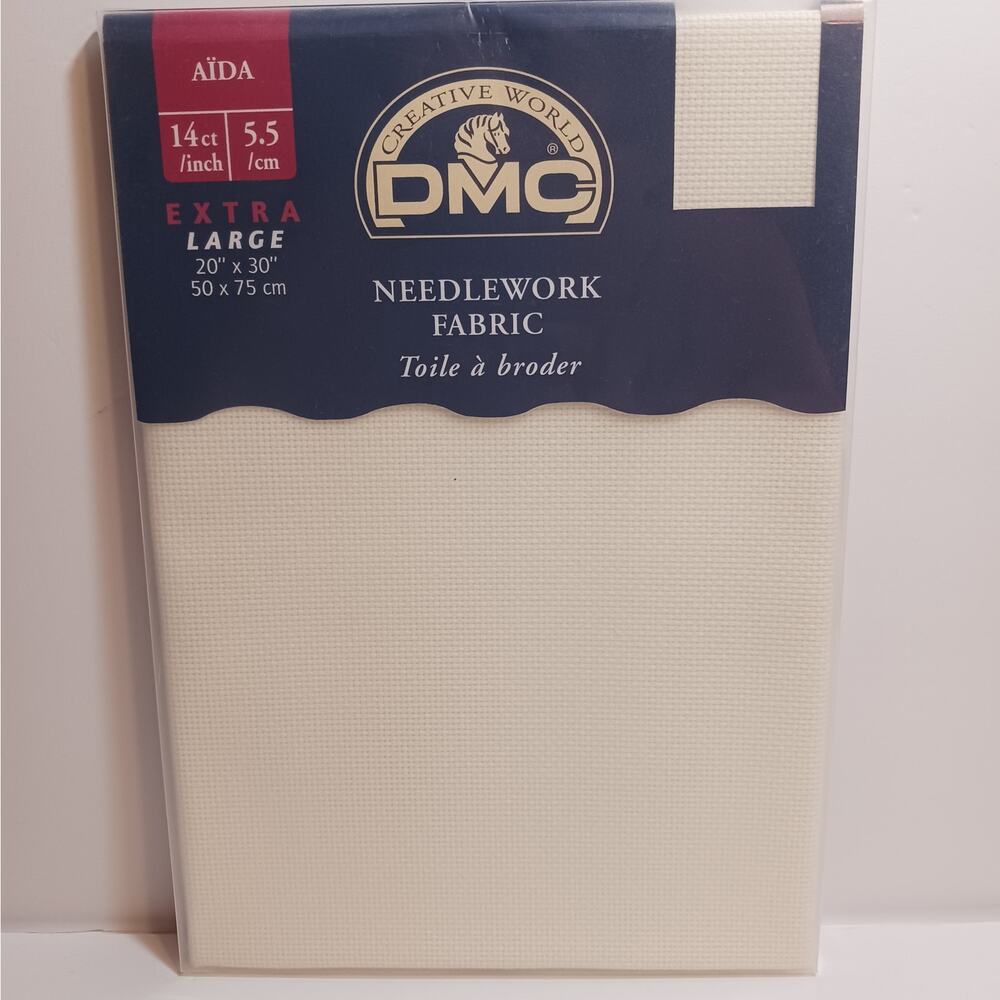 AÏDA
14ct
/inch
5.5
/cm
EXTRA
LARGE
20" x 30"
50 x 75 cm
CREATIVE WORLD
DMC®
NEEDLEWORK
FABRIC
Toile à broder